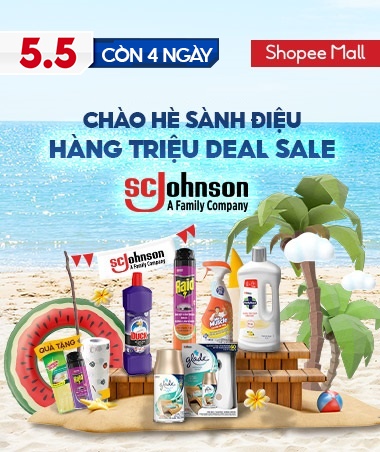 5.5
CÒN 4 NGÀY
Shopee Mall
CHÀO HÈ SÀNH ĐIỆU
HÀNG TRIỆU DEAL SALE
SCJohnson
A Family Company
SCJohnson
A Family Company
QUÀ TẶNG
Raid
Duck
Mr Muscle
glade
glade